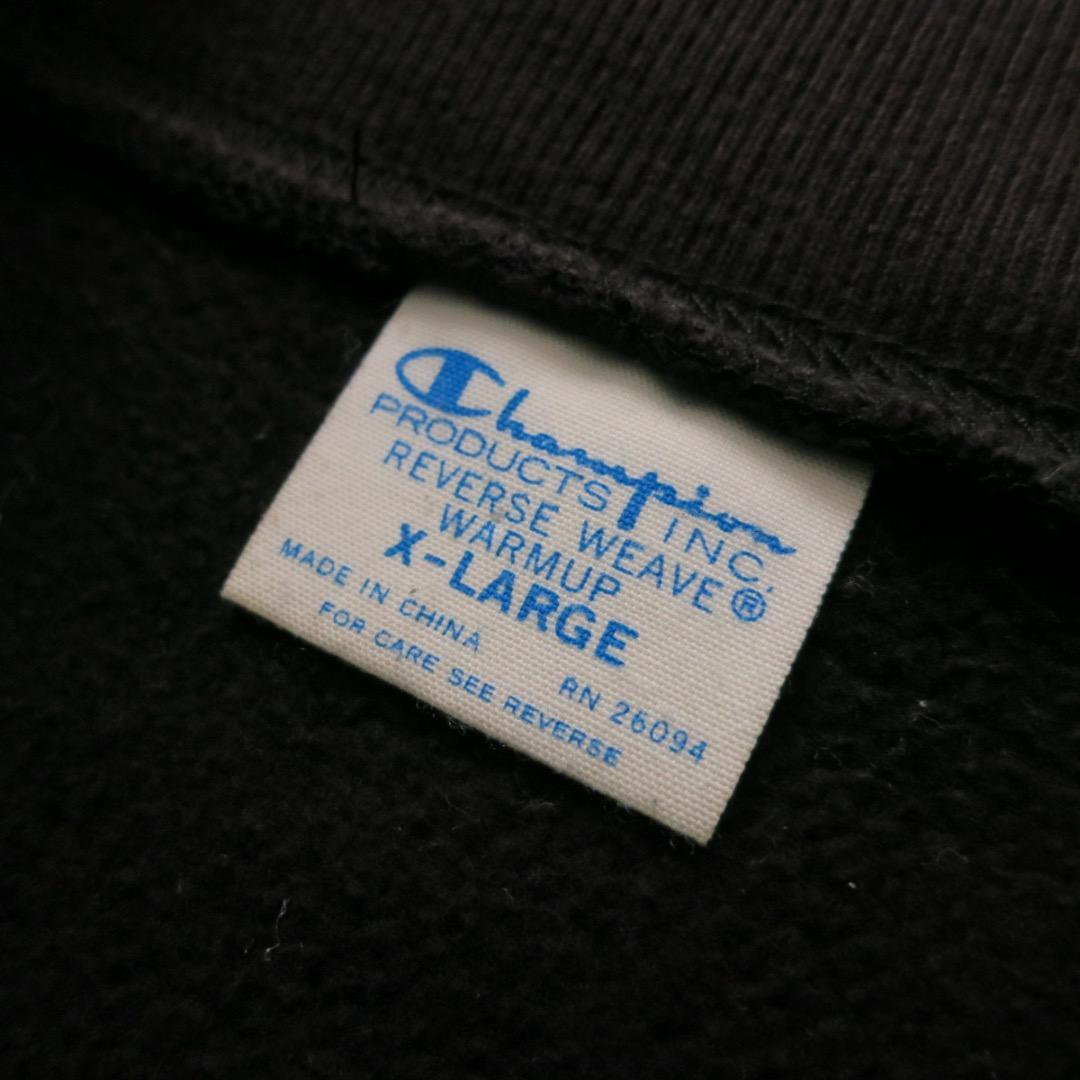 Champion
PRODUCTS INC.
REVERSE WEAVE®
WARMUP
X-LARGE
MADE IN CHINA RN 26094
FOR CARE SEE REVERSE